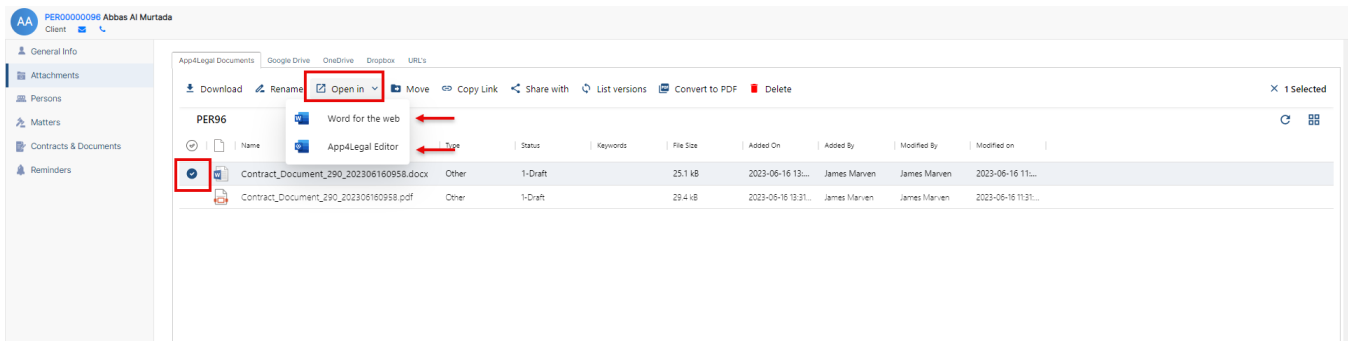 AA
PER00000096 Abbas Al Murtada
Client
General Info
Attachments
Persons
Matters
Contracts & Documents
Reminders
App4Legal Documents Google Drive OneDrive Dropbox URL's
Download Rename Open in Move Copy Link Share with List versions Convert to PDF Delete 1 Selected
Word for the web
App4Legal Editor
PER96
Name Type Status Keywords File Size Added On Added By Modified By Modified on
Contract_Document_290_202306160958.docx Other 1-Draft 25.1 kB 2023-06-16 13:... James Marven James Marven 2023-06-16 11:...
Contract_Document_290_202306160958.pdf Other 1-Draft 29.4 kB 2023-06-16 13:31... James Marven James Marven 2023-06-16 11:31:...